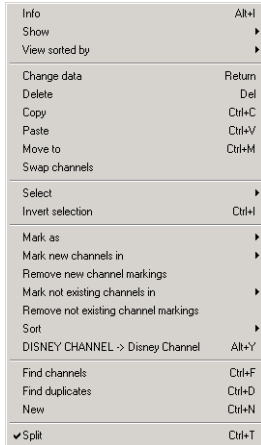 Info Alt+I
Show
View sorted by
Change data Return
Delete Del
Copy Ctrl+C
Paste Ctrl+V
Move to Ctrl+M
Swap channels
Select
Invert selection Ctrl+I
Mark as
Mark new channels in
Remove new channel markings
Mark not existing channels in
Remove not existing channel markings
Sort
DISNEY CHANNEL -> Disney Channel Alt+Y
Find channels Ctrl+F
Find duplicates Ctrl+D
New Ctrl+N
Split Ctrl+T